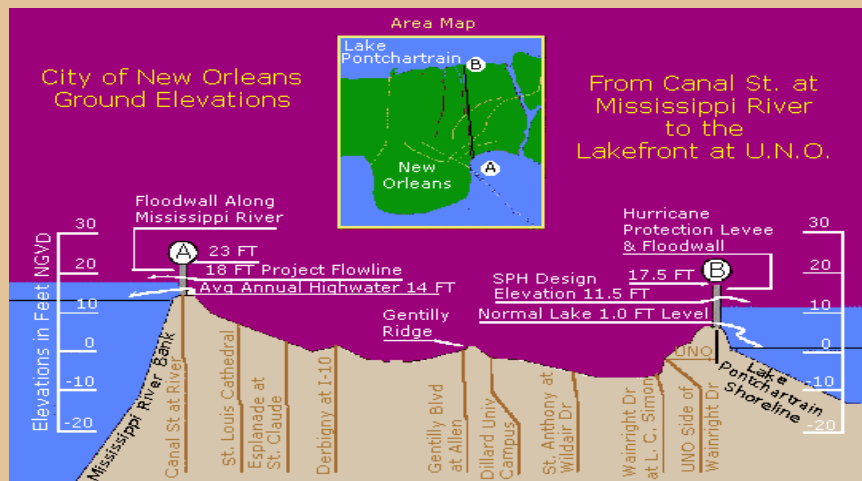 Area Map
Lake
Pontchartrain
B
New
Orleans
A
City of New Orleans
Ground Elevations
From Canal St. at
Mississippi River
to the
Lakefront at U.N.O.
Floodwall Along
Mississippi River
A
23 FT
18 FT Project Flowline
Avg Annual Highwater 14 FT
Gentilly
Ridge
Hurricane
Protection Levee
& Floodwall
17.5 FT
B
SPH Design
Elevation 11.5 FT
Normal Lake 1.0 FT Level
Elevations in Feet NGVD
30
20
10
0
-10
-20
30
20
10
0
-10
-20
Mississippi River Bank
Canal St at River
St. Louis Cathedral
Esplanade at
St. Claude
Derbigny at I-10
Gentilly Blvd
at Allen
Dillard Univ
Campus
St. Anthony at
Wildair Dr
Wainright Dr
at L. C. Simon
UNO
UNO Side of
Wainright Dr
Lake
Pontchartrain
Shoreline